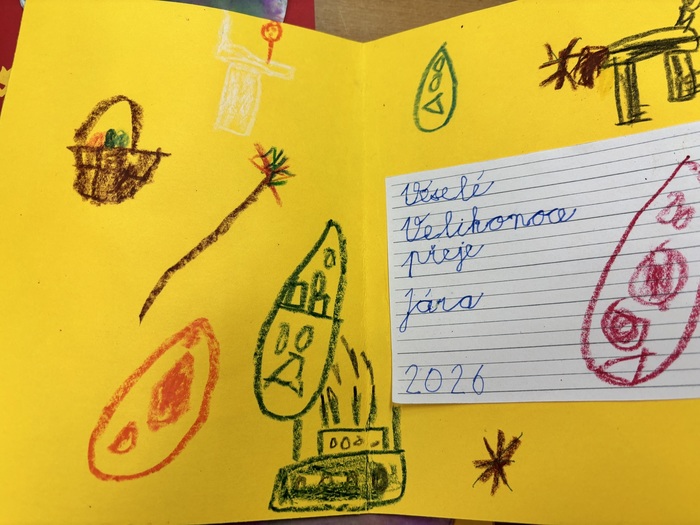 Veselé
Velikonoce
přeje
Jára
2026